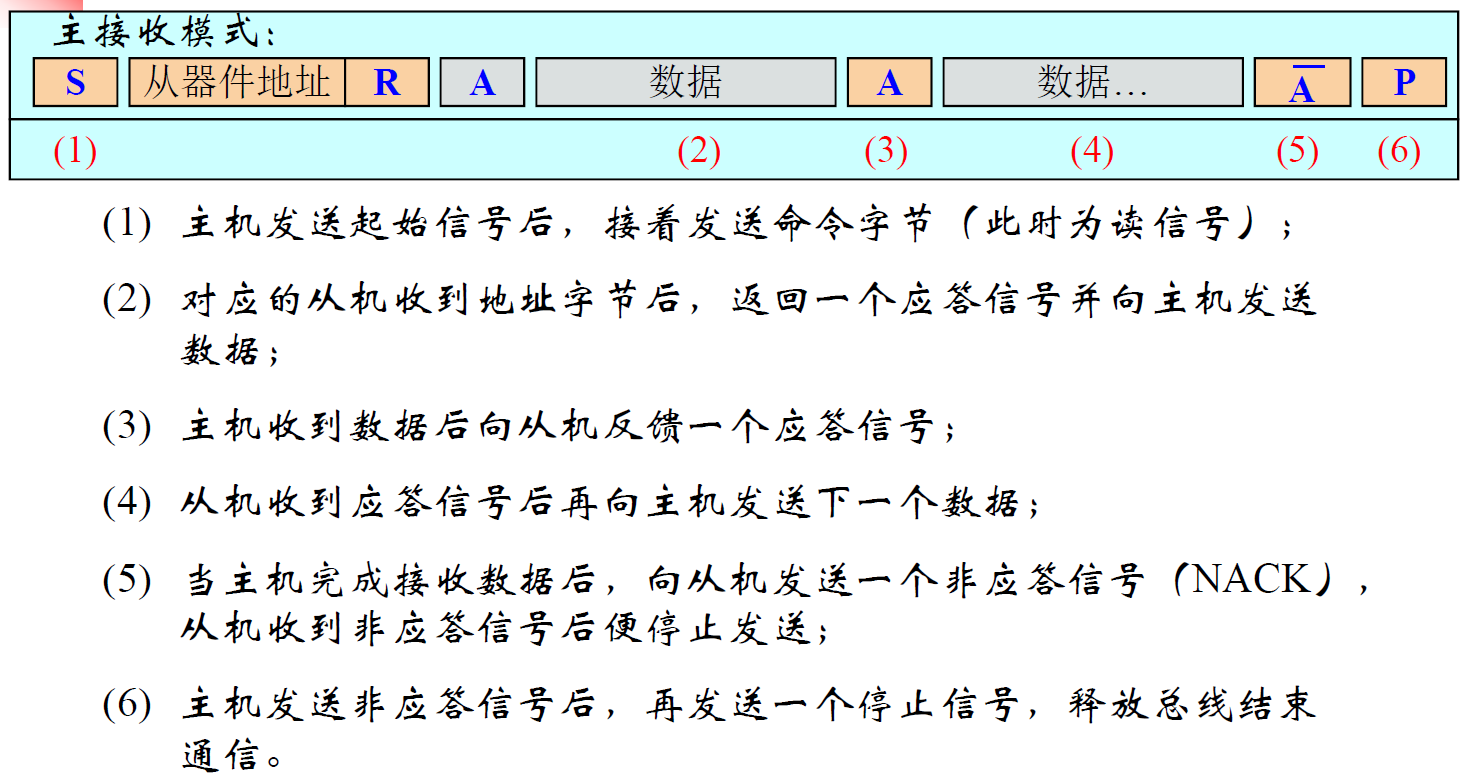 主接收模式：
S 从器件地址 R A 数据 A 数据… A̅ P
(1) (2) (3) (4) (5) (6)
(1) 主机发送起始信号后，接着发送命令字节（此时为读信号）；
(2) 对应的从机收到地址字节后，返回一个应答信号并向主机发送
数据；
(3) 主机收到数据后向从机反馈一个应答信号；
(4) 从机收到应答信号后再向主机发送下一个数据；
(5) 当主机完成接收数据后，向从机发送一个非应答信号（NACK），
从机收到非应答信号后便停止发送；
(6) 主机发送非应答信号后，再发送一个停止信号，释放总线结束
通信。